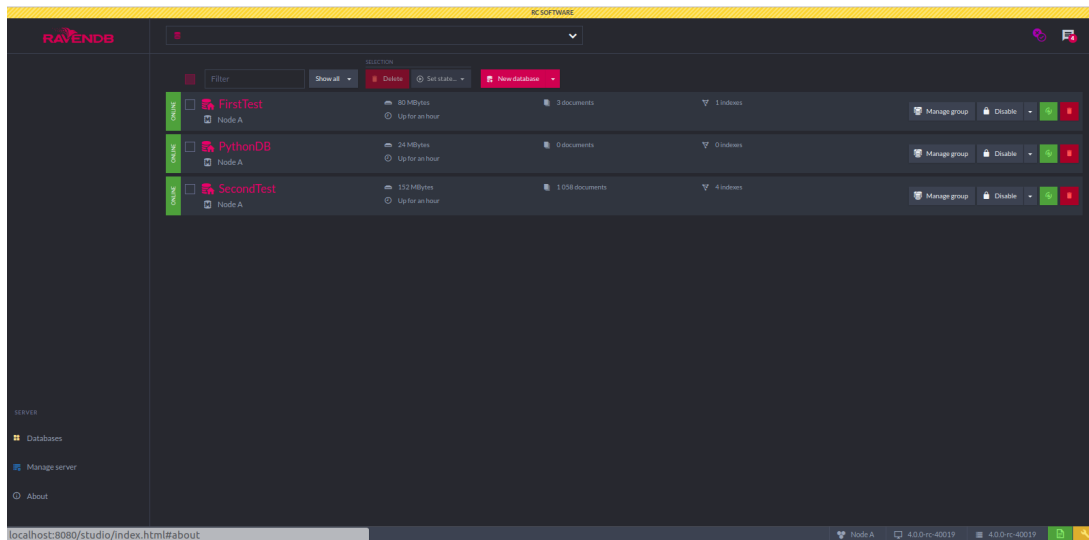 RC SOFTWARE
RAVENDB
4
SELECTION
Filter
Show all
Delete
Set state...
New database
ONLINE
FirstTest
80 MBytes
3 documents
1 indexes
Manage group
Disable
Node A
Up for an hour
ONLINE
PythonDB
24 MBytes
0 documents
0 indexes
Manage group
Disable
Node A
Up for an hour
ONLINE
SecondTest
152 MBytes
1 058 documents
4 indexes
Manage group
Disable
Node A
Up for an hour
SERVER
Databases
Manage server
About
localhost:8080/studio/index.html#about
Node A
4.0.0-rc-40019
4.0.0-rc-40019